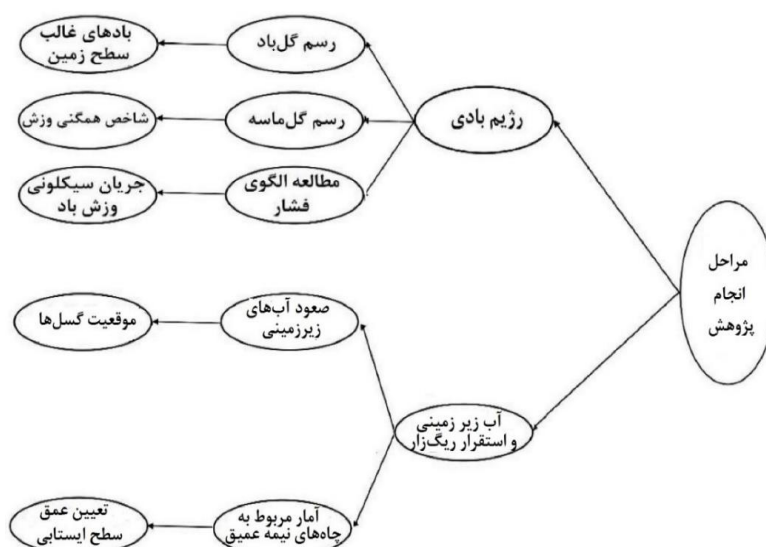 مراحل
انجام
پژوهش
رژیم بادی
رسم گل‌باد
بادهای غالب
سطح زمین
رسم گل‌ماسه
شاخص همگنی وزش
مطالعه الگوی
فشار
جریان سیکلونی
وزش باد
آب زیر زمینی
و استقرار ریگ‌زار
صعود آب‌های
زیرزمینی
موقعیت گسل‌ها
آمار مربوط به
چاه‌های نیمه عمیق
تعیین عمق
سطح ایستابی